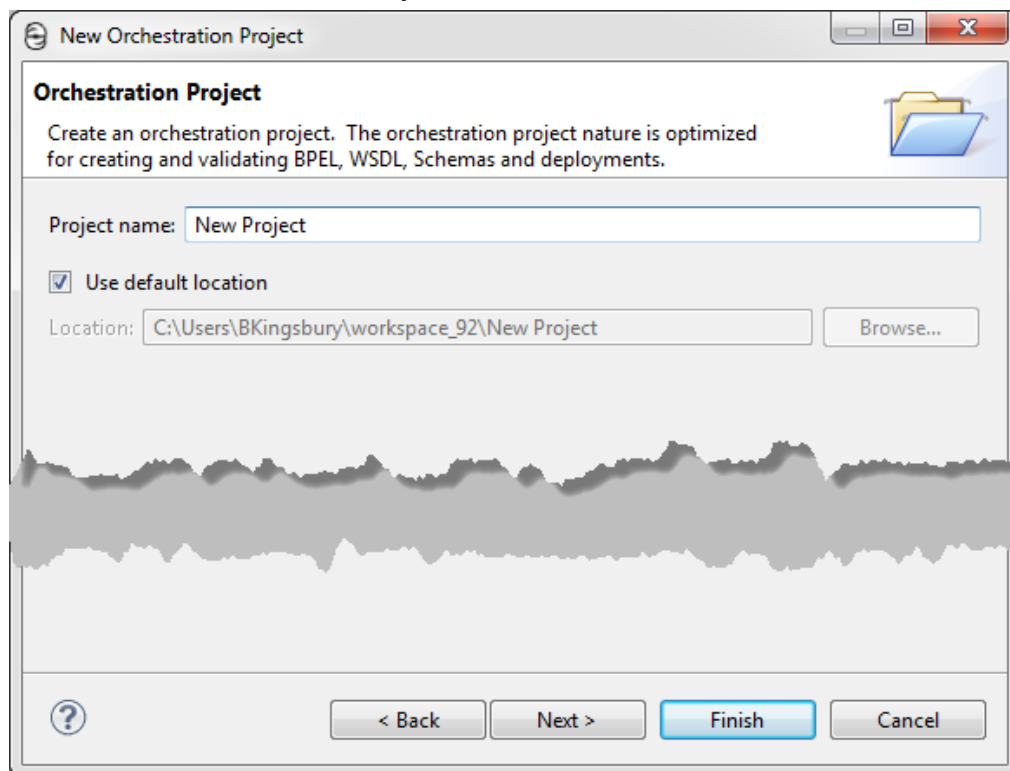 New Orchestration Project
Orchestration Project
Create an orchestration project. The orchestration project nature is optimized
for creating and validating BPEL, WSDL, Schemas and deployments.
Project name: New Project
Use default location
Location: C:\Users\BKingsbury\workspace_92\New Project Browse...
? < Back Next > Finish Cancel